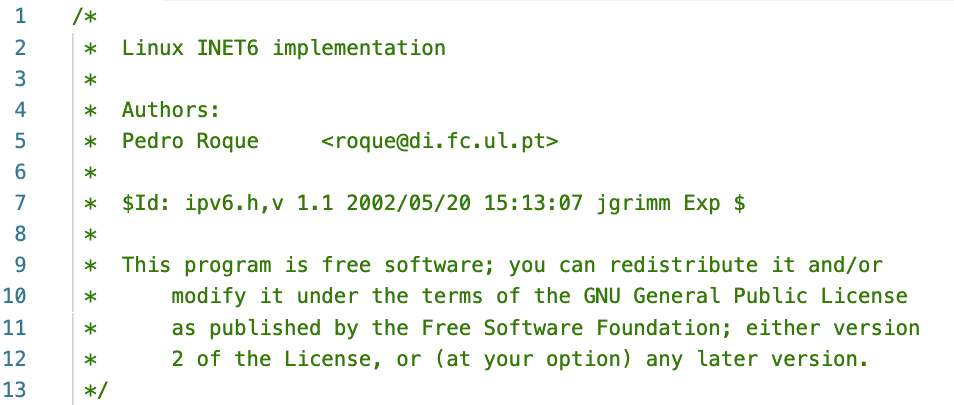 1 /*
2  *  Linux INET6 implementation
3  *
4  *  Authors:
5  *  Pedro Roque     <roque@di.fc.ul.pt>
6  *
7  *  $Id: ipv6.h,v 1.1 2002/05/20 15:13:07 jgrimm Exp $
8  *
9  *  This program is free software; you can redistribute it and/or
10  *      modify it under the terms of the GNU General Public License
11  *      as published by the Free Software Foundation; either version
12  *      2 of the License, or (at your option) any later version.
13  */